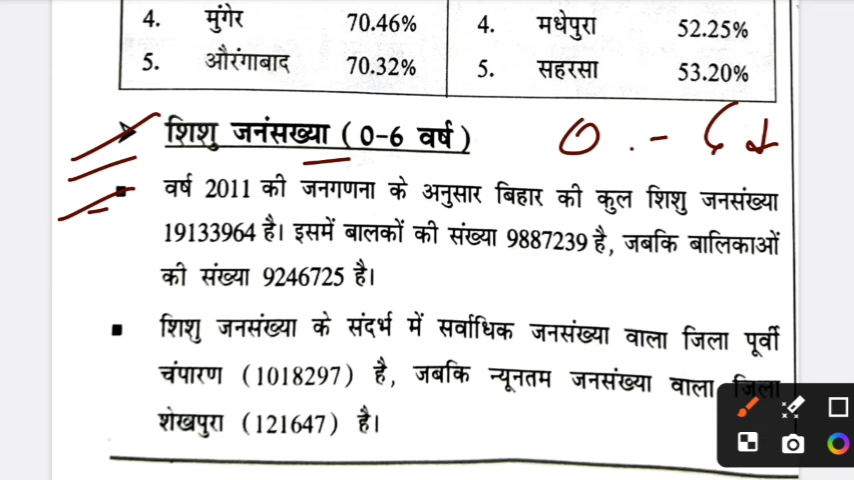 4. मुंगेर 70.46% 4. मधेपुरा 52.25%
5. औरंगाबाद 70.32% 5. सहरसा 53.20%
शिशु जनंसख्या ( 0-6 वर्ष )
वर्ष 2011 की जनगणना के अनुसार बिहार की कुल शिशु जनसंख्या
19133964 है। इसमें बालकों की संख्या 9887239 है, जबकि बालिकाओं
की संख्या 9246725 है।
शिशु जनसंख्या के संदर्भ में सर्वाधिक जनसंख्या वाला जिला पूर्वी
चंपारण (1018297) है, जबकि न्यूनतम जनसंख्या वाला जिला
शेखपुरा (121647) है।